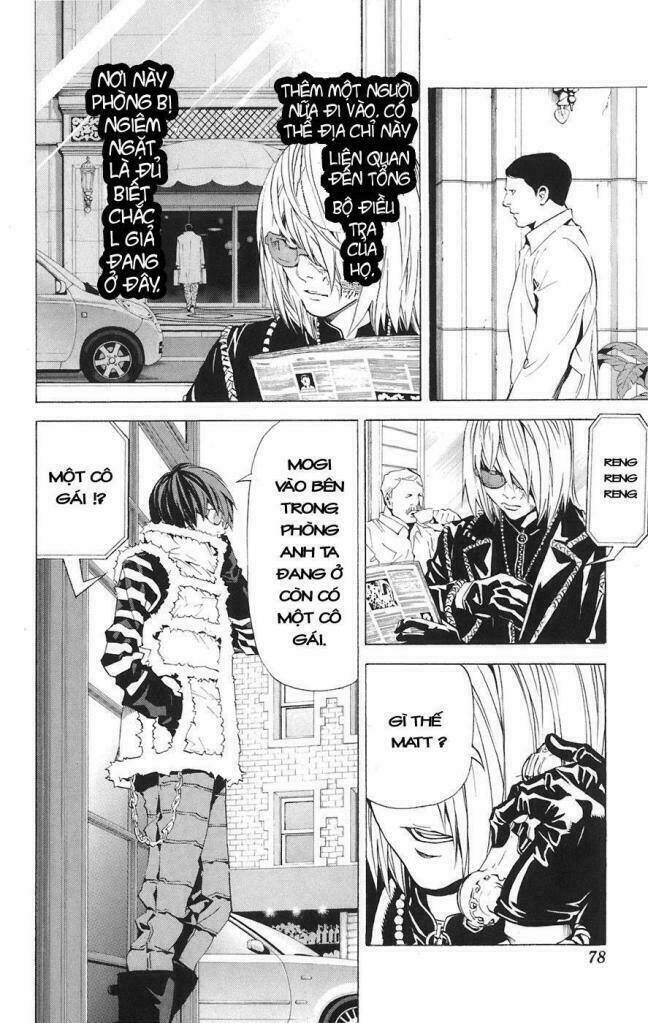 THÊM MỘT NGƯỜI
NỮA ĐI VÀO. CÓ
THỂ ĐỊA CHỈ NÀY
LIÊN QUAN
ĐẾN TỔNG
BỘ ĐIỀU
TRA CỦA
HỌ.
NƠI NÀY
PHÒNG BỊ
NGIÊM
NGẶT
LÀ ĐỦ
BIẾT
CHẮC
L GIẢ
ĐANG
Ở ĐÂY.
RENG
RENG
RENG
GÌ THẾ
MATT ?
MOGI
VÀO BÊN
TRONG.
PHÒNG
ANH TA
ĐANG Ở
CÒN CÓ
MỘT CÔ
GÁI.
MỘT CÔ
GÁI !?
78